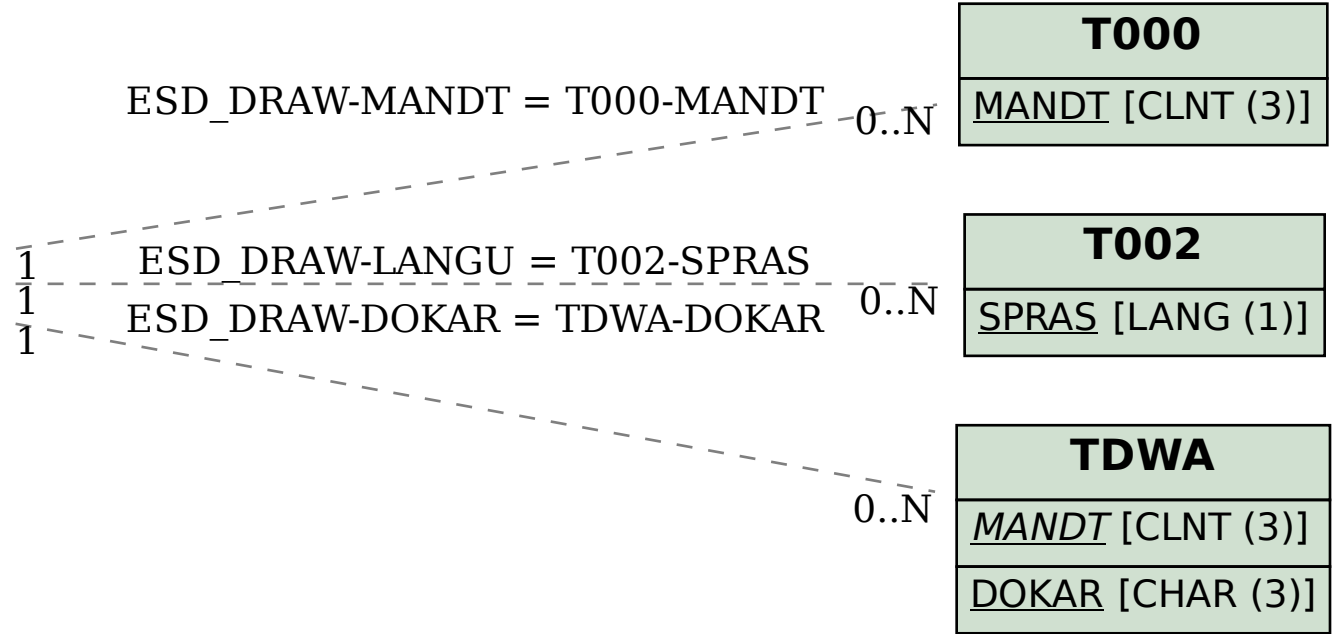 T000
ESD_DRAW-MANDT = T000-MANDT
0..N
MANDT [CLNT (3)]
1
ESD_DRAW-LANGU = T002-SPRAS
T002
1
0..N
SPRAS [LANG (1)]
ESD_DRAW-DOKAR = TDWA-DOKAR
1
TDWA
0..N
MANDT [CLNT (3)]
DOKAR [CHAR (3)]